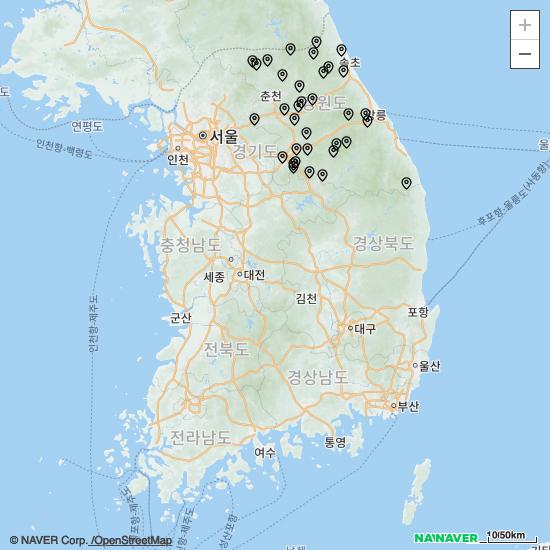 +
−
속초
춘천
강원도
강릉
연평도
서울
인천항-백령도
인천
경기도
울
후포항-울릉도(사동항)
충청남도
경상북도
세종
대전
인천항-제주도
김천
군산
포항
전북도
대구
경상남도
울산
부산
전라남도
통영
여수
© NAVER Corp. /OpenStreetMap
NA!NAVER
10/50km